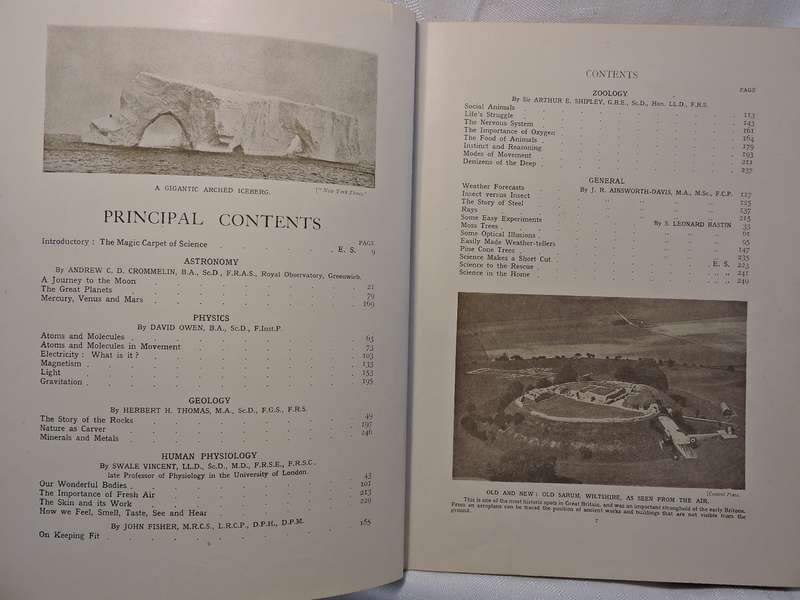 A GIGANTIC ARCHED ICEBERG.
["New York Times."
PRINCIPAL CONTENTS
PAGE
Introductory : The Magic Carpet of Science . E. S. 9
ASTRONOMY
By ANDREW C. D. CROMMELIN, B.A., Sc.D., F.R.A.S., Royal Observatory, Greenwich.
A Journey to the Moon 21
The Great Planets 79
Mercury, Venus and Mars 169
PHYSICS
By DAVID OWEN, B.A., Sc.D., F.Inst.P.
Atoms and Molecules 63
Atoms and Molecules in Movement 73
Electricity : What is it ? 103
Magnetism 133
Light 153
Gravitation 195
GEOLOGY
By HERBERT H. THOMAS, M.A., Sc.D., F.G.S., F.R.S.
The Story of the Rocks 49
Nature as Carver 197
Minerals and Metals 246
HUMAN PHYSIOLOGY
By SWALE VINCENT, LL.D., Sc.D., M.D., F.R.S.E., F.R.S.C.,
late Professor of Physiology in the University of London.
Our Wonderful Bodies 43
The Importance of Fresh Air 101
The Skin and its Work 213
How we Feel, Smell, Taste, See and Hear 229
By JOHN FISHER, M.R.C.S., L.R.C.P., D.P.H., D.P.M.
On Keeping Fit 185
CONTENTS
PAGE
ZOOLOGY
By Sir ARTHUR E. SHIPLEY, G.B.E., Sc.D., Hon. LL.D., F.R.S.
Social Animals 113
Life's Struggle 143
The Nervous System 161
The Importance of Oxygen 164
The Food of Animals 179
Instinct and Reasoning 193
Modes of Movement 211
Denizens of the Deep 237
GENERAL
Weather Forecasts By J. R. AINSWORTH-DAVIS, M.A., M.Sc., F.C.P. 127
Insect versus Insect ,, ,, ,, 225
The Story of Steel ,, ,, ,, 137
Rays ,, ,, ,, 215
Some Easy Experiments By S. LEONARD BASTIN 33
Moss Trees ,, ,, ,, 61
Some Optical Illusions ,, ,, ,, 95
Easily Made Weather-tellers ,, ,, ,, 147
Pine Cone Trees ,, ,, ,, 235
Science Makes a Short Cut E. S. 223
Science to the Rescue ,, ,, 241
Science in the Home ,, ,, 249
[Central Press.
OLD AND NEW : OLD SARUM, WILTSHIRE, AS SEEN FROM THE AIR.
This is one of the most historic spots in Great Britain, and was an important stronghold of the early Britons.
From an aeroplane can be traced the position of ancient works and buildings that are not visible from the
ground.
7